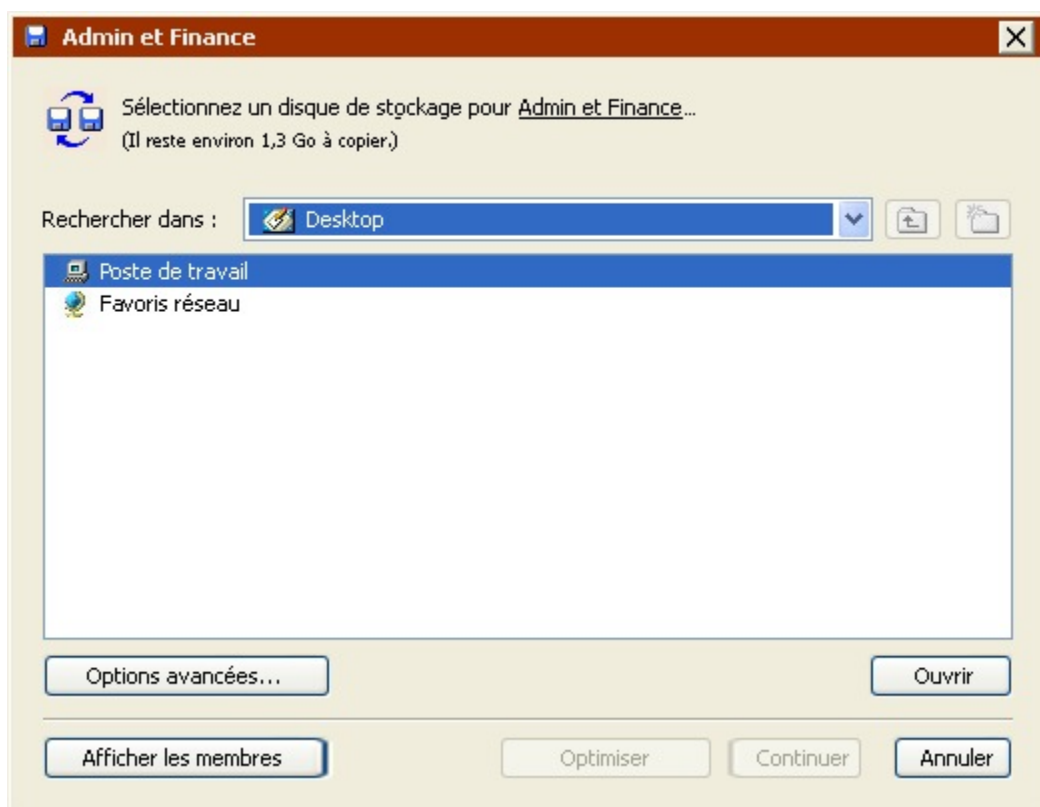 Admin et Finance
Sélectionnez un disque de stockage pour Admin et Finance...
(Il reste environ 1,3 Go à copier.)
Rechercher dans : Desktop
Poste de travail
Favoris réseau
Options avancées... Ouvrir
Afficher les membres Optimiser Continuer Annuler